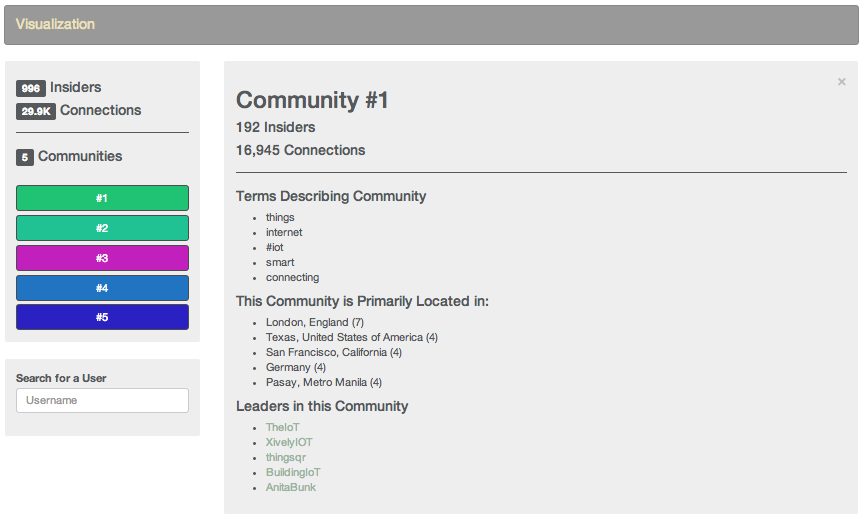 Visualization
996 Insiders
29.9K Connections
5 Communities
#1
#2
#3
#4
#5
Search for a User
Username
×
Community #1
192 Insiders
16,945 Connections
Terms Describing Community
• things
• internet
• #iot
• smart
• connecting
This Community is Primarily Located in:
• London, England (7)
• Texas, United States of America (4)
• San Francisco, California (4)
• Germany (4)
• Pasay, Metro Manila (4)
Leaders in this Community
• TheIoT
• XivelyIOT
• thingsqr
• BuildingIoT
• AnitaBunk